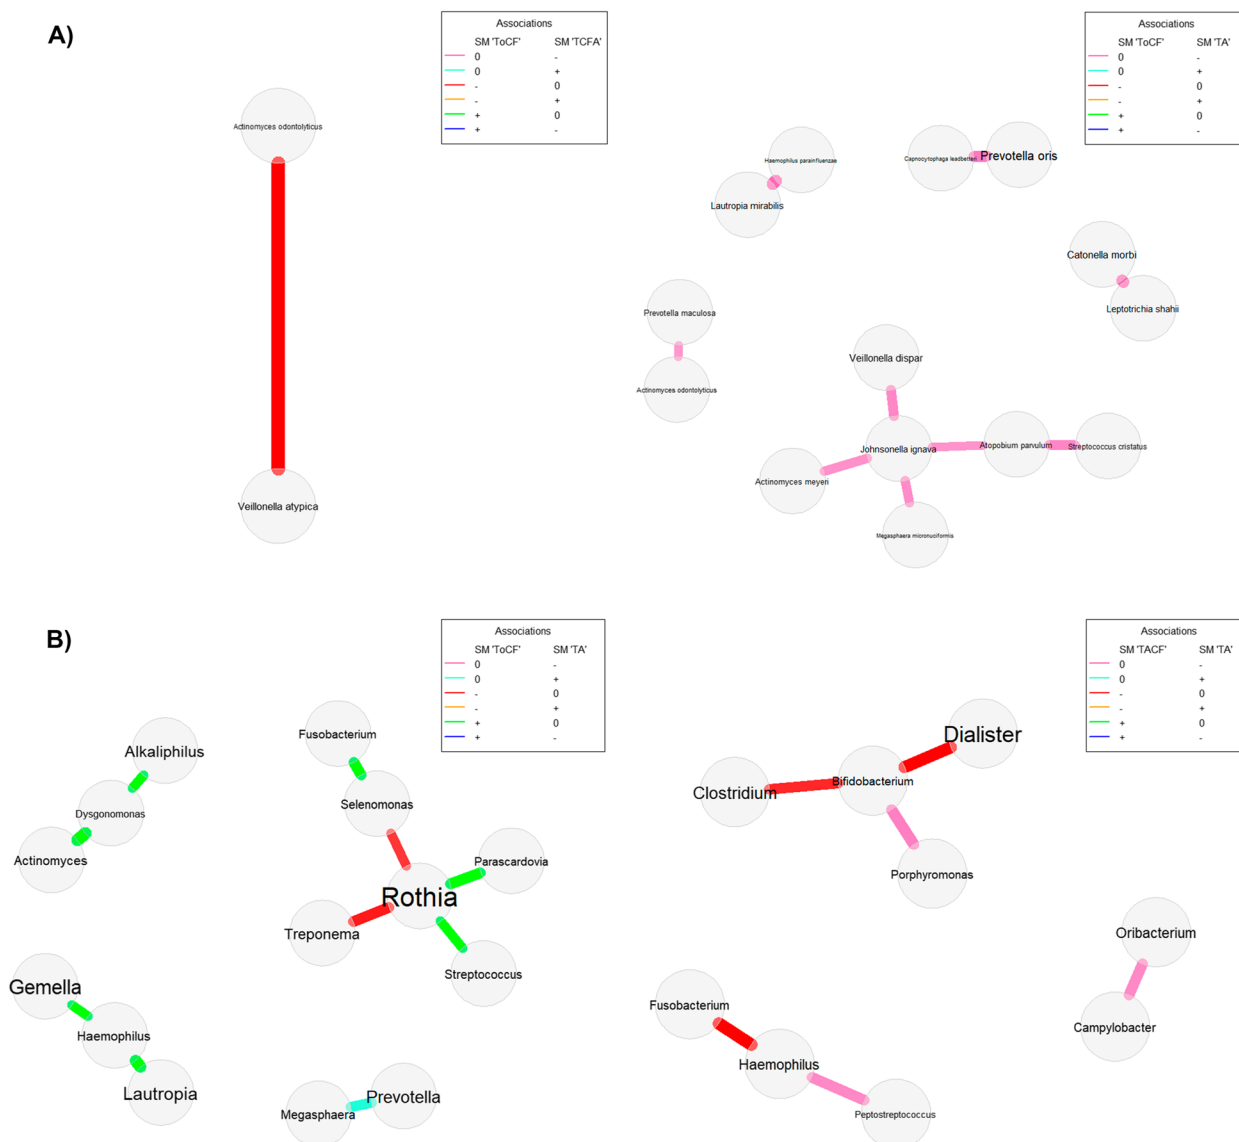 A)
Associations
SM 'ToCF' SM 'TCFA'
0 -
0 +
- 0
- +
+ 0
+ -
Actinomyces odontolyticus
Veillonella atypica
Associations
SM 'ToCF' SM 'TA'
0 -
0 +
- 0
- +
+ 0
+ -
Haemophilus parainfluenzae
Lautropia mirabilis
Capnocytophaga leadbetteri
Prevotella oris
Catonella morbi
Leptotrichia shahii
Prevotella maculosa
Actinomyces odontolyticus
Veillonella dispar
Johnsonella ignava
Atopobium parvulum
Streptococcus cristatus
Actinomyces meyeri
Megasphaera micronuciformis
B)
Associations
SM 'ToCF' SM 'TA'
0 -
0 +
- 0
- +
+ 0
+ -
Alkaliphilus
Dysgonomonas
Actinomyces
Fusobacterium
Selenomonas
Parascardovia
Rothia
Treponema
Streptococcus
Gemella
Haemophilus
Lautropia
Prevotella
Megasphaera
Associations
SM 'TACF' SM 'TA'
0 -
0 +
- 0
- +
+ 0
+ -
Dialister
Bifidobacterium
Clostridium
Porphyromonas
Oribacterium
Campylobacter
Fusobacterium
Haemophilus
Peptostreptococcus